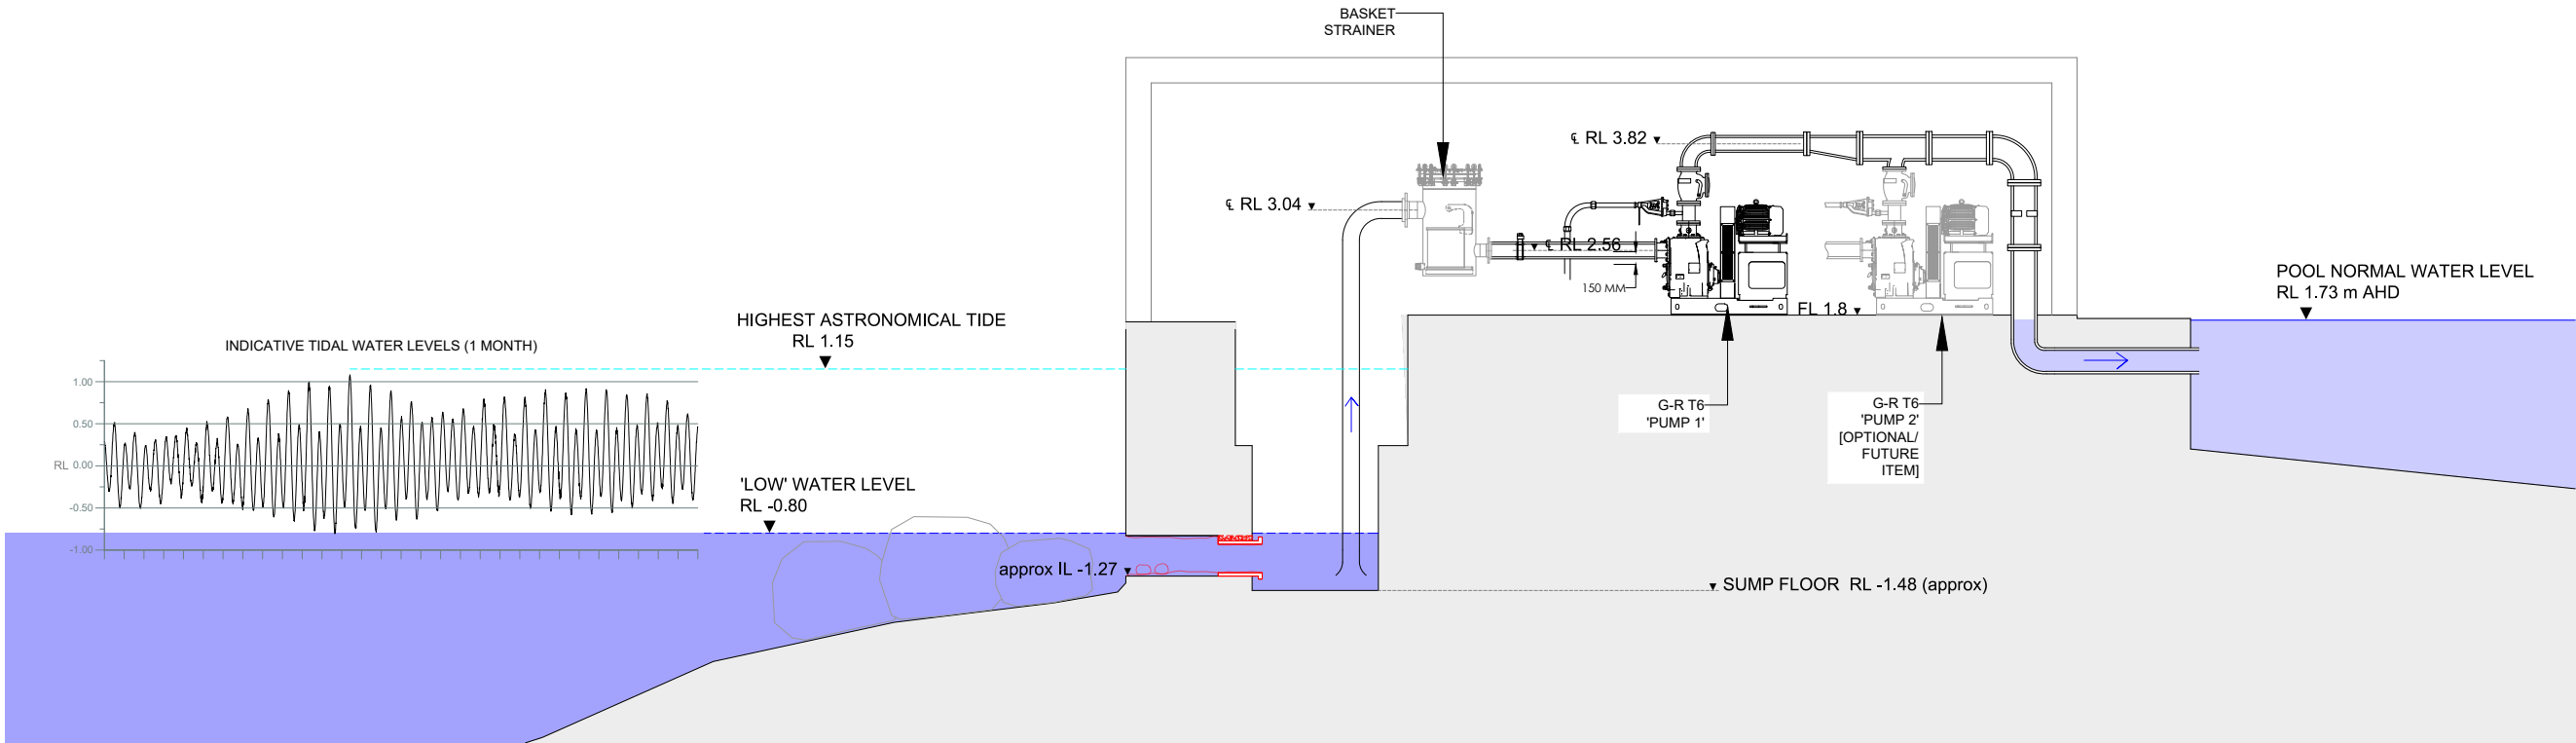 BASKET
STRAINER
℄ RL 3.82
℄ RL 3.04
℄ RL 2.56
150 MM
FL 1.8
POOL NORMAL WATER LEVEL
RL 1.73 m AHD
HIGHEST ASTRONOMICAL TIDE
RL 1.15
INDICATIVE TIDAL WATER LEVELS (1 MONTH)
1.00
0.50
RL 0.00
-0.50
-1.00
G-R T6
'PUMP 1'
G-R T6
'PUMP 2'
[OPTIONAL/
FUTURE
ITEM]
'LOW' WATER LEVEL
RL -0.80
approx IL -1.27
SUMP FLOOR RL -1.48 (approx)